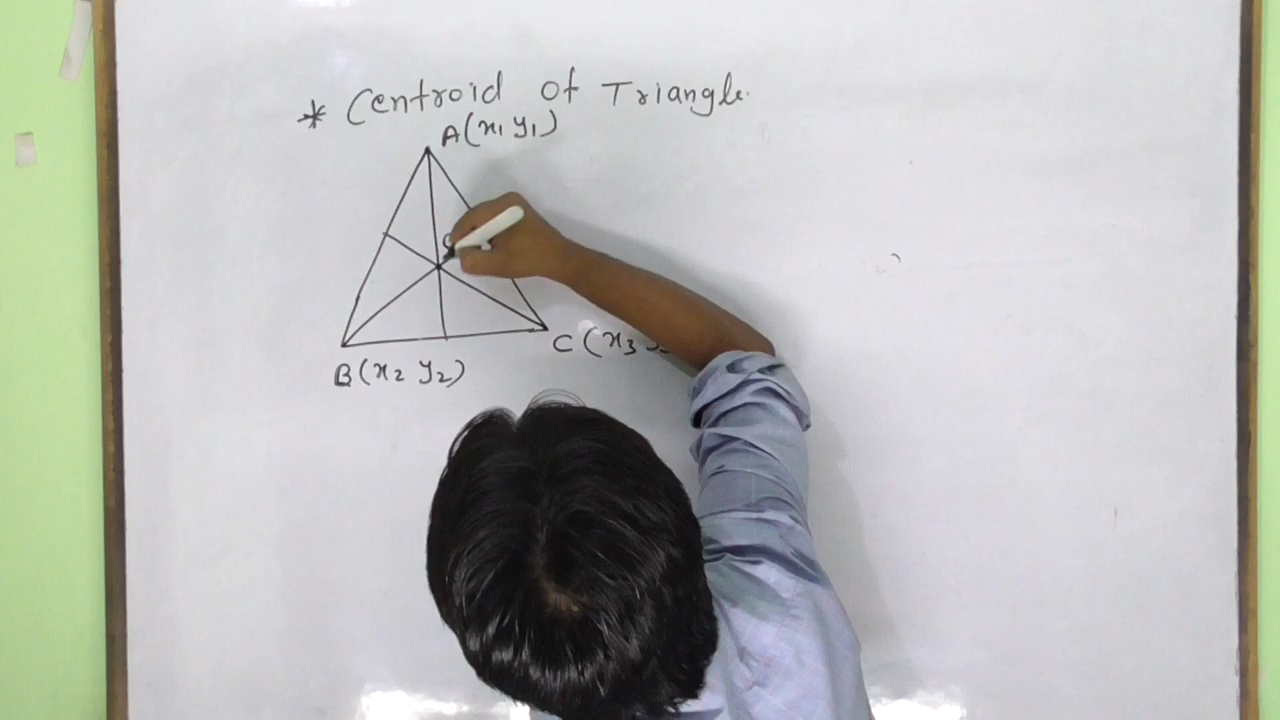 * Centroid of Triangle.
A(x₁ y₁)
C(x₃
B(x₂ y₂)